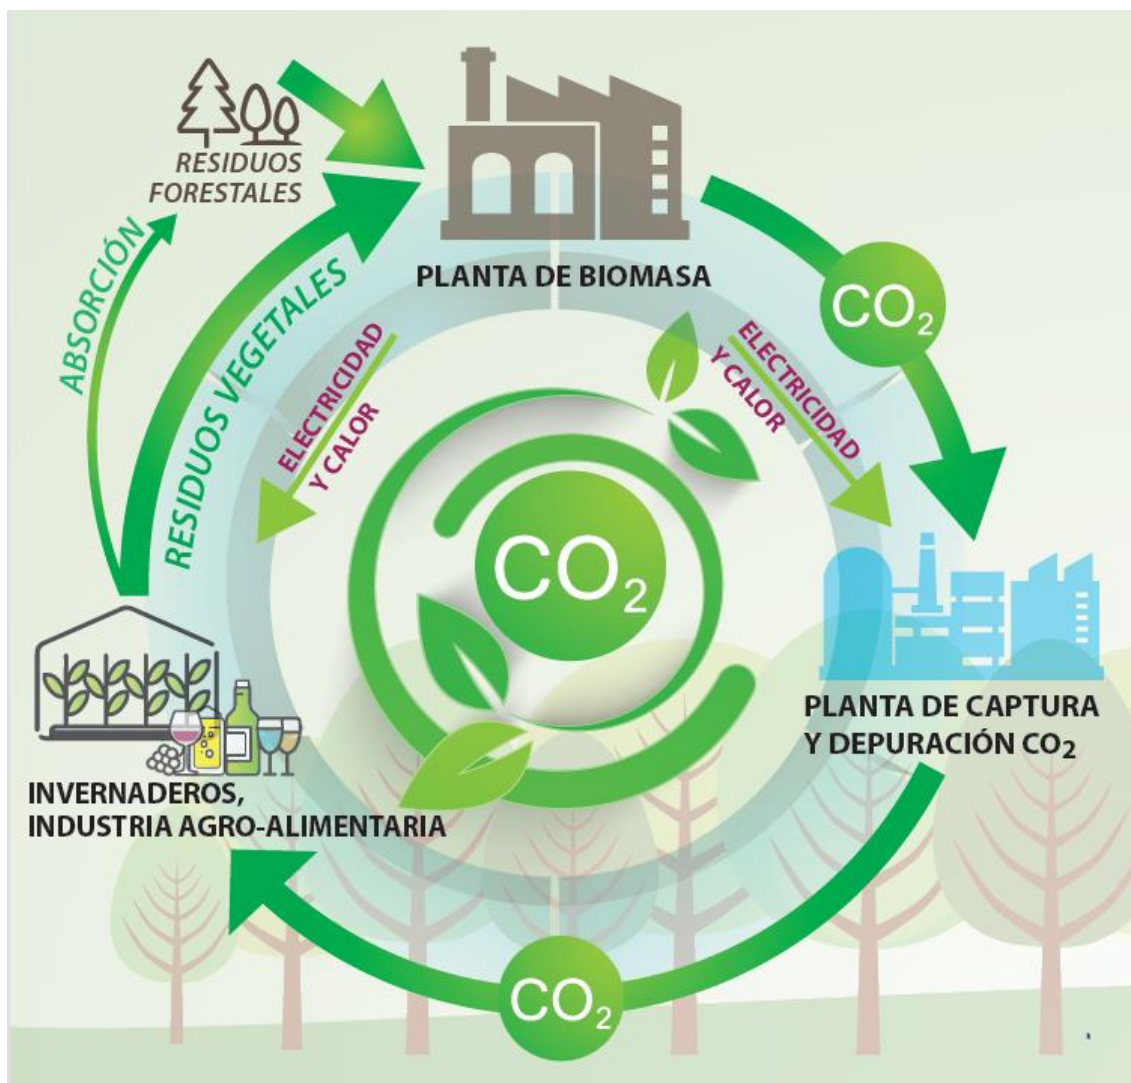 RESIDUOS
FORESTALES
ABSORCIÓN
RESIDUOS VEGETALES
PLANTA DE BIOMASA
CO₂
ELECTRICIDAD
Y CALOR
ELECTRICIDAD
Y CALOR
CO₂
PLANTA DE CAPTURA
Y DEPURACIÓN CO₂
INVERNADEROS,
INDUSTRIA AGRO-ALIMENTARIA
CO₂